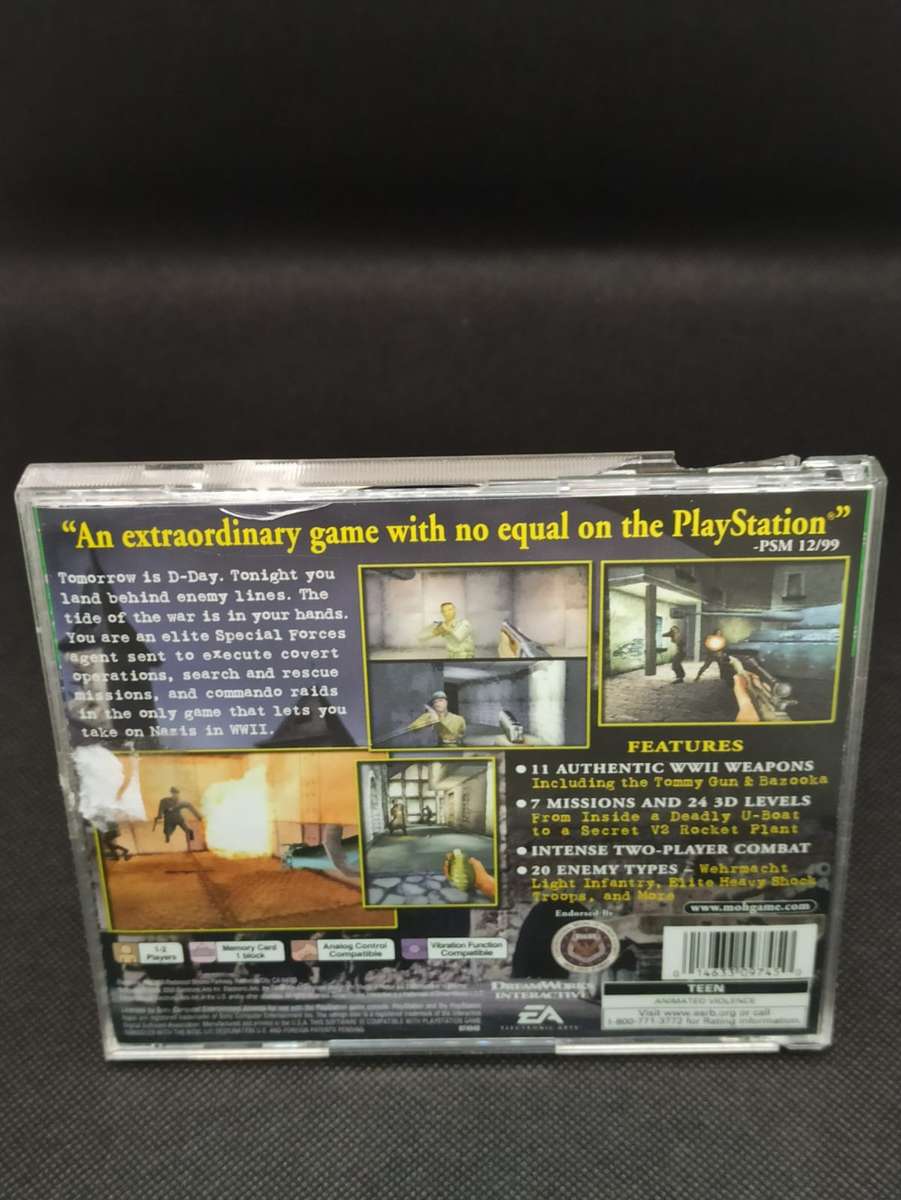 “An extraordinary game with no equal on the PlayStation®”
-PSM 12/99
Tomorrow is D-Day. Tonight you
land behind enemy lines. The
tide of the war is in your hands.
You are an elite Special Forces
agent sent to execute covert
operations, search and rescue
missions, and commando raids
in the only game that lets you
take on Nazis in WWII.
FEATURES
• 11 AUTHENTIC WWII WEAPONS
Including the Tommy Gun & Bazooka
• 7 MISSIONS AND 24 3D LEVELS
From Inside a Deadly U-Boat
to a Secret V2 Rocket Plant
• INTENSE TWO-PLAYER COMBAT
• 20 ENEMY TYPES – Wehrmacht
Light Infantry, Elite Heavy Shock
Troops, and More
www.mohgame.com
Endorsed By
1-2
Players
Memory Card
1 block
Analog Control
Compatible
Vibration Function
Compatible
DREAMWORKS
INTERACTIVE
EA
ELECTRONIC ARTS
0 14633 09745 0
TEEN
ANIMATED VIOLENCE
Visit www.esrb.org or call
1-800-771-3772 for Rating Information.